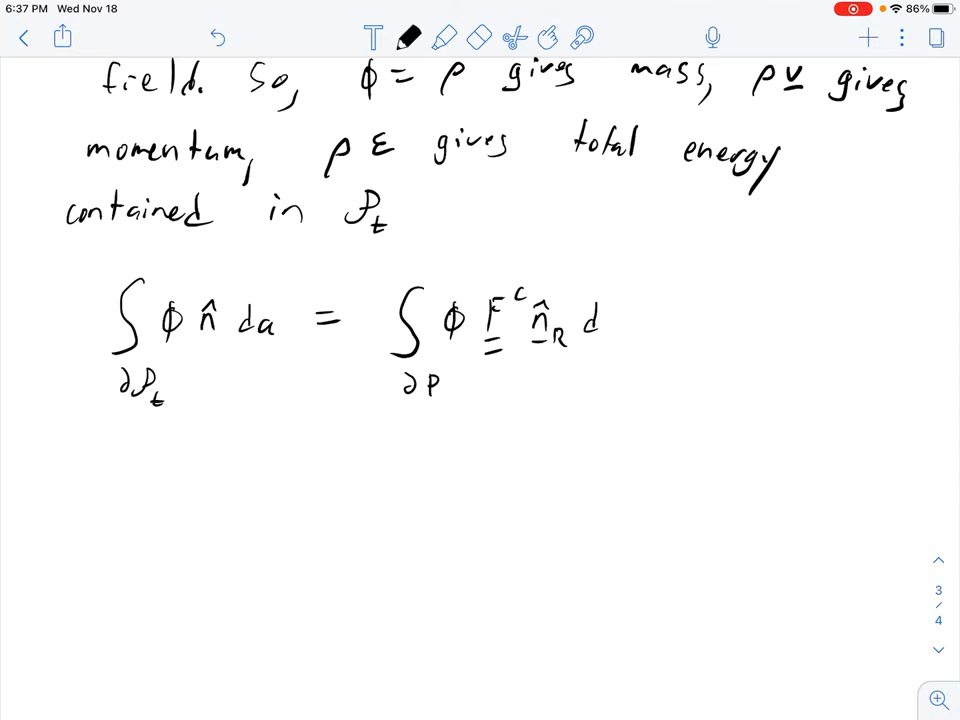 6:37 PM Wed Nov 18 86%
field. So, ϕ = ρ gives mass, ρv gives
momentum, ρ ε gives total energy
contained in 𝒫t
∫∂𝒫t ϕ n̂ da = ∫∂P ϕ F^c n̂R d
3
/
4